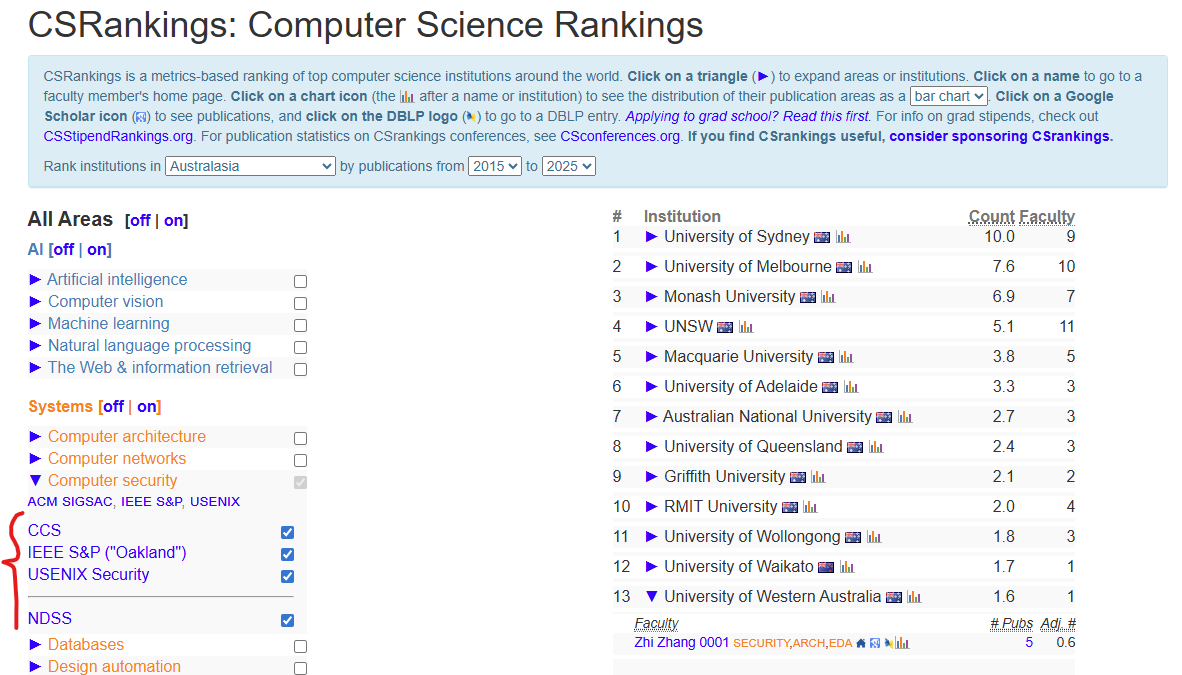 CSRankings: Computer Science Rankings
CSRankings is a metrics-based ranking of top computer science institutions around the world. Click on a triangle (▶) to expand areas or institutions. Click on a name to go to a
faculty member's home page. Click on a chart icon (the after a name or institution) to see the distribution of their publication areas as a bar chart. Click on a Google
Scholar icon () to see publications, and click on the DBLP logo () to go to a DBLP entry. Applying to grad school? Read this first. For info on grad stipends, check out
CSStipendRankings.org. For publication statistics on CSrankings conferences, see CSconferences.org. If you find CSrankings useful, consider sponsoring CSrankings.
Rank institutions in Australasia by publications from 2015 to 2025
All Areas [off | on]
AI [off | on]
▶ Artificial intelligence
▶ Computer vision
▶ Machine learning
▶ Natural language processing
▶ The Web & information retrieval
Systems [off | on]
▶ Computer architecture
▶ Computer networks
▼ Computer security
ACM SIGSAC, IEEE S&P, USENIX
CCS
IEEE S&P ("Oakland")
USENIX Security
NDSS
▶ Databases
▶ Design automation
# Institution Count Faculty
1 ▶ University of Sydney 10.0 9
2 ▶ University of Melbourne 7.6 10
3 ▶ Monash University 6.9 7
4 ▶ UNSW 5.1 11
5 ▶ Macquarie University 3.8 5
6 ▶ University of Adelaide 3.3 3
7 ▶ Australian National University 2.7 3
8 ▶ University of Queensland 2.4 3
9 ▶ Griffith University 2.1 2
10 ▶ RMIT University 2.0 4
11 ▶ University of Wollongong 1.8 3
12 ▶ University of Waikato 1.7 1
13 ▼ University of Western Australia 1.6 1
Faculty # Pubs Adj. #
Zhi Zhang 0001 SECURITY,ARCH,EDA 5 0.6